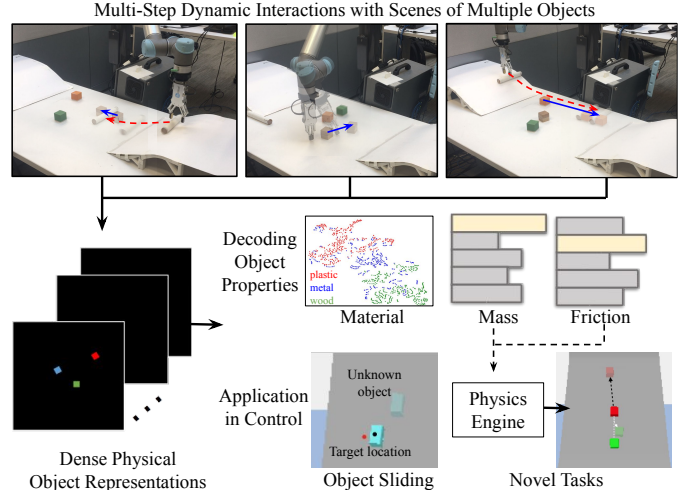 Multi-Step Dynamic Interactions with Scenes of Multiple Objects
Decoding
Object
Properties
plastic
metal
wood
Material
Mass
Friction
Application
in Control
Unknown
object
Target location
Object Sliding
Physics
Engine
Novel Tasks
Dense Physical
Object Representations